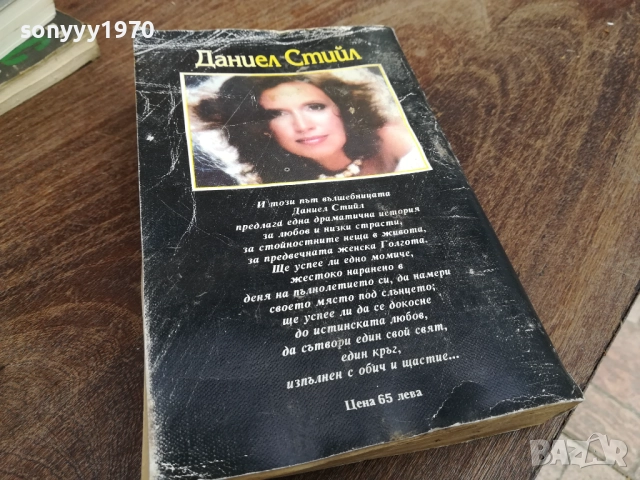 sonyyy1970
Даниел Стийл
И този път вълшебницата
Даниел Стийл
предлага една драматична история
за любов и низки страсти,
за стойностните неща в живота,
за предвечната женска Голгота.
Ще успее ли едно момиче,
жестоко наранено в
деня на пълнолетието си, да намери
своето място под слънцето;
ще успее ли да се докосне
до истинската любов,
да сътвори един свой свят,
един кръг,
изпълнен с обич и щастие...
Цена 65 лева
BAZAR